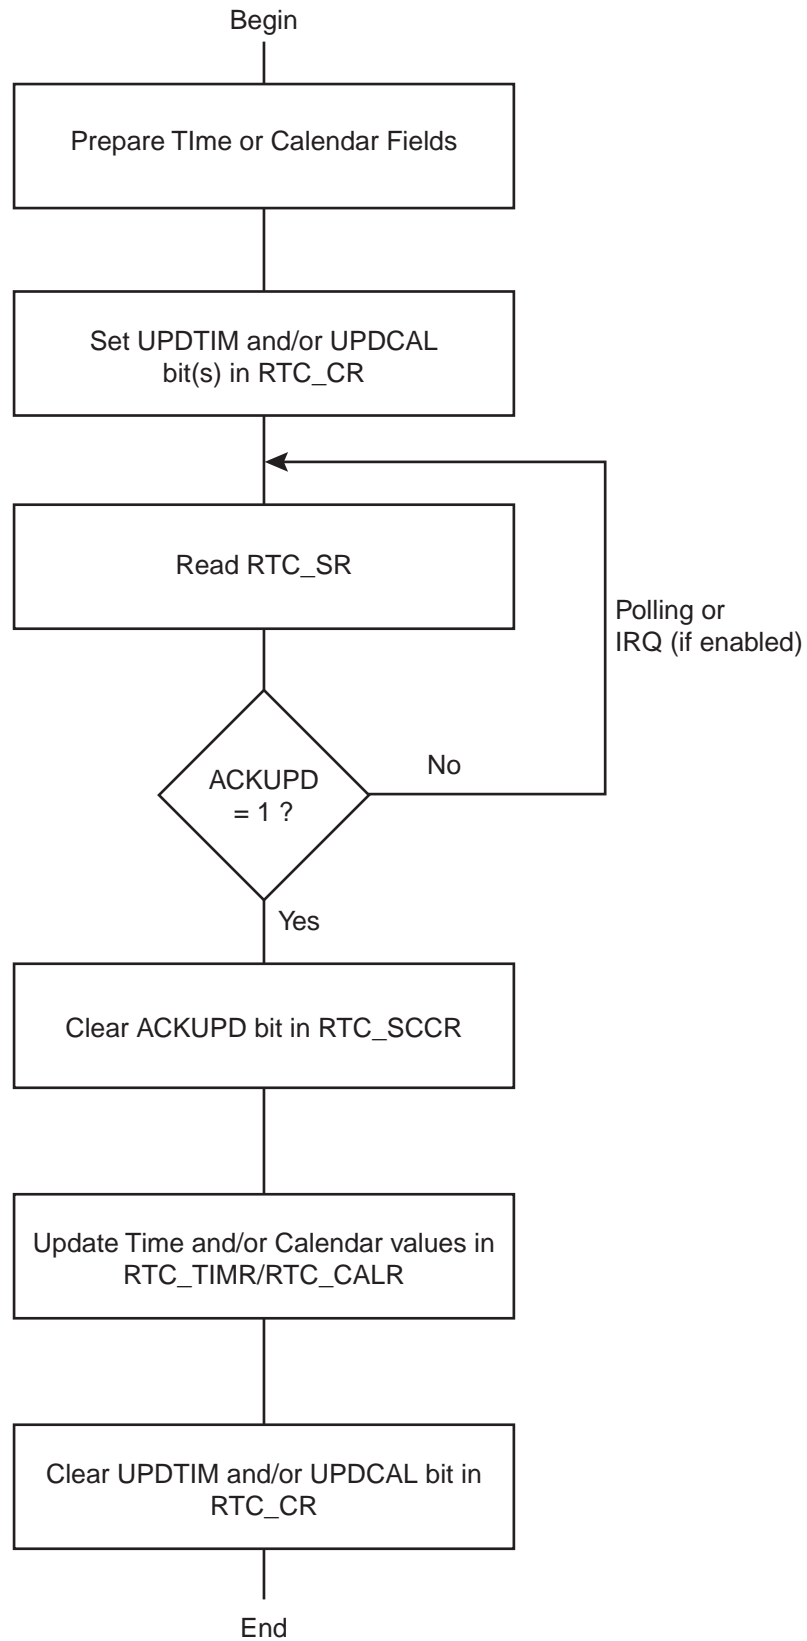 Begin
Prepare TIme or Calendar Fields
Set UPDTIM and/or UPDCAL
bit(s) in RTC_CR
Read RTC_SR
Polling or
IRQ (if enabled)
ACKUPD
= 1 ?
No
Yes
Clear ACKUPD bit in RTC_SCCR
Update Time and/or Calendar values in
RTC_TIMR/RTC_CALR
Clear UPDTIM and/or UPDCAL bit in
RTC_CR
End